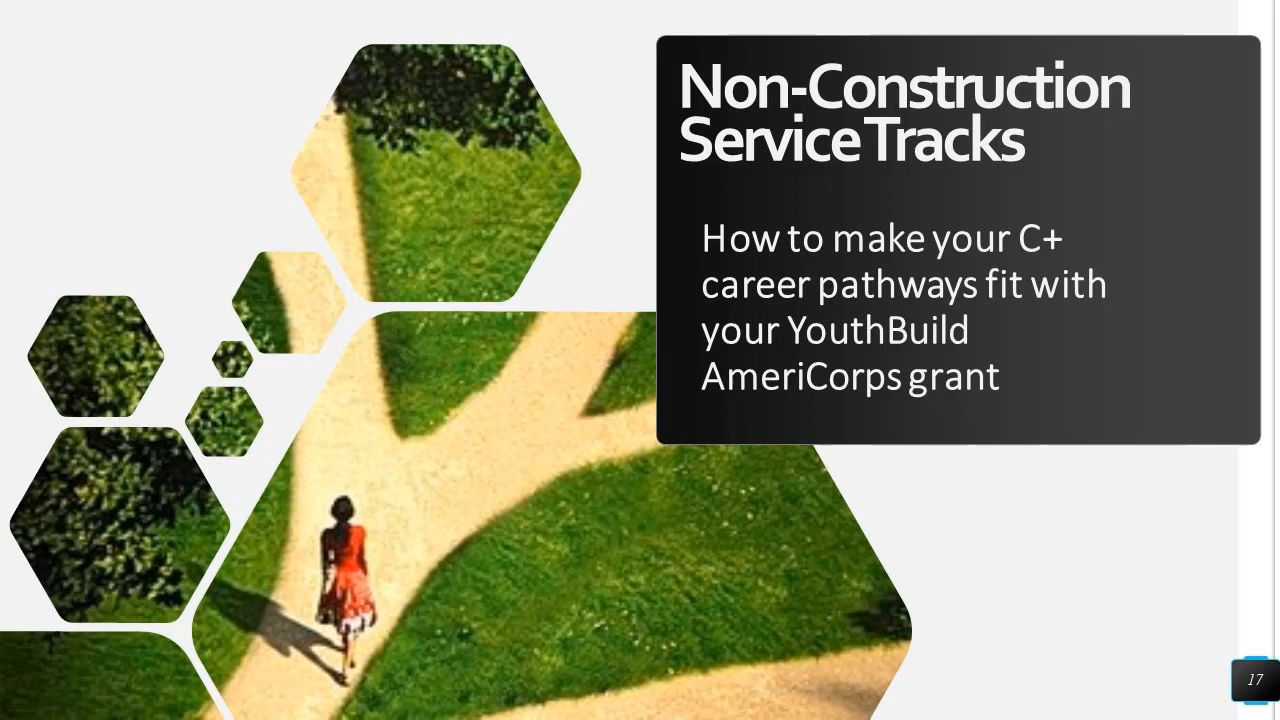 Non-Construction
Service Tracks
How to make your C+
career pathways fit with
your YouthBuild
AmeriCorps grant
17